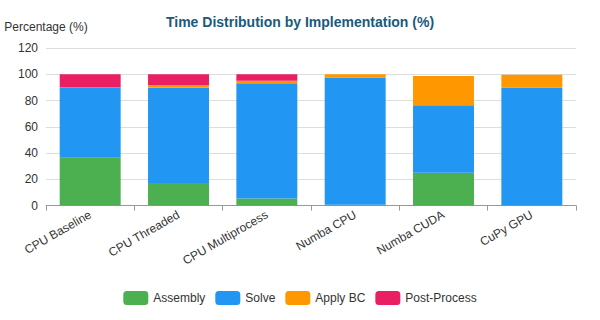 Time Distribution by Implementation (%)
Percentage (%)
120
100
80
60
40
20
0
CPU Baseline
CPU Threaded
CPU Multiprocess
Numba CPU
Numba CUDA
CuPy GPU
Assembly
Solve
Apply BC
Post-Process